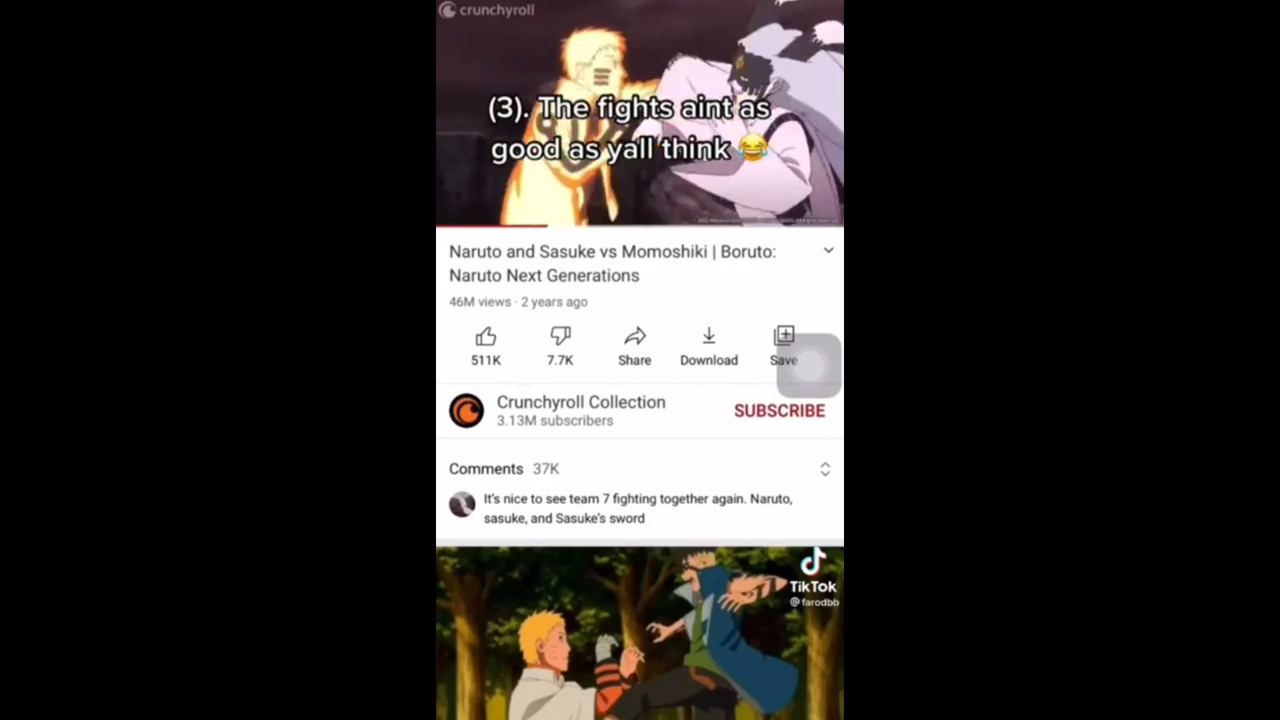 crunchyroll
(3). The fights aint as
good as yall think 😂
Naruto and Sasuke vs Momoshiki | Boruto:
Naruto Next Generations
46M views · 2 years ago
511K
7.7K
Share
Download
Save
Crunchyroll Collection
3.13M subscribers
SUBSCRIBE
Comments 37K
It's nice to see team 7 fighting together again. Naruto,
sasuke, and Sasuke's sword
TikTok
@farodbb